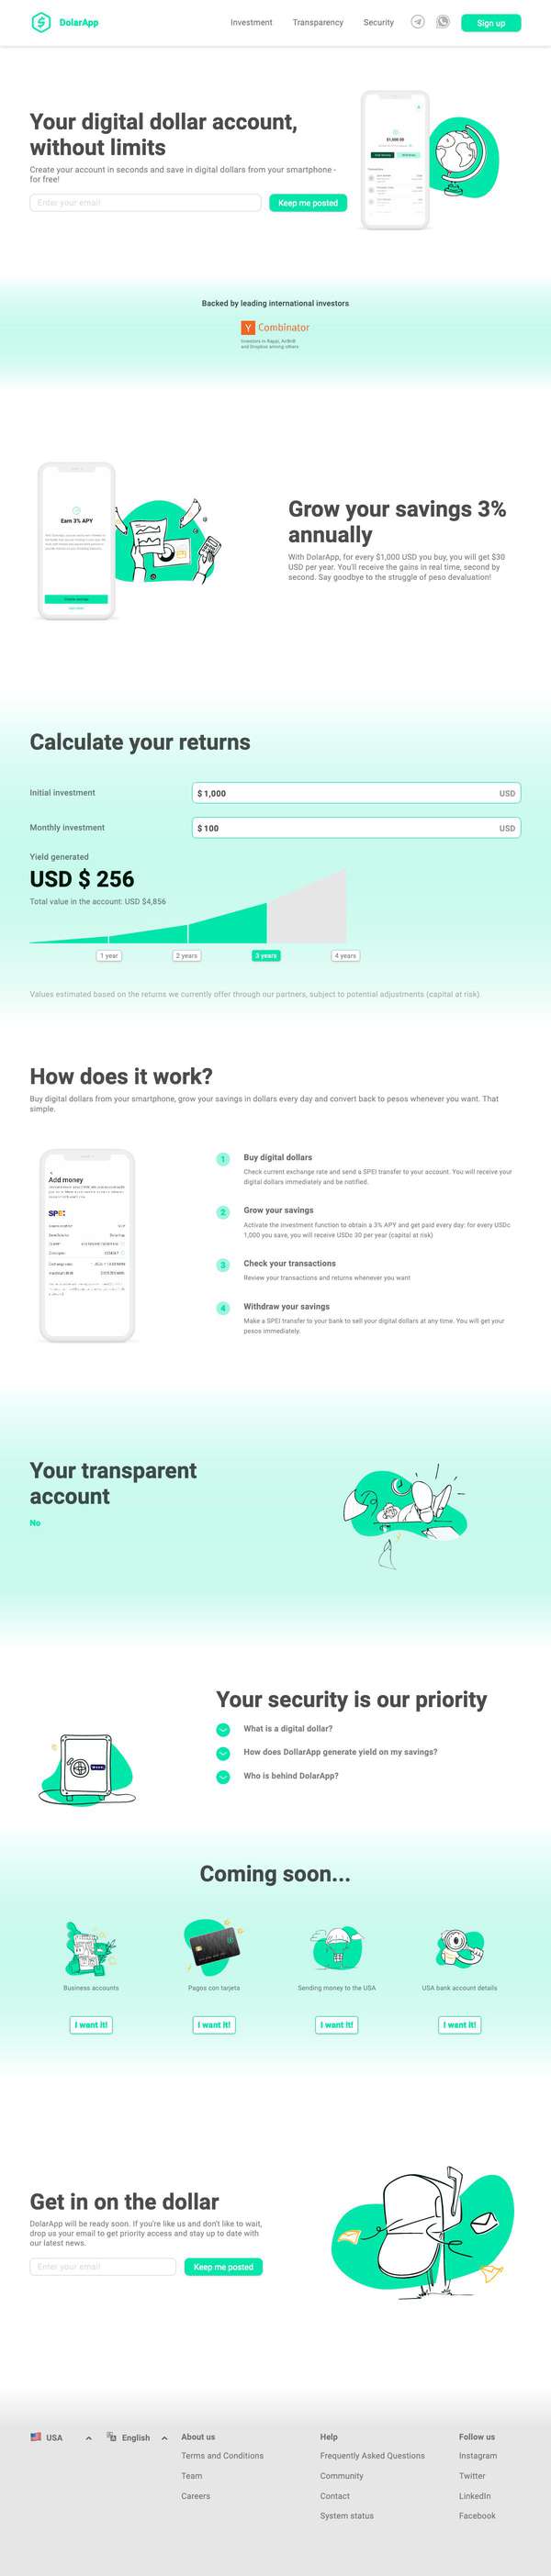 DolarApp
Investment
Transparency
Security
Sign up
Your digital dollar account,
without limits
Create your account in seconds and save in digital dollars from your smartphone -
for free!
Enter your email
Keep me posted
$1,000.00
Backed by leading international investors
Y Combinator
Investors in Rappi, AirBnB
and Dropbox among others
Earn 3% APY
Grow your savings 3%
annually
With DolarApp, for every $1,000 USD you buy, you will get $30
USD per year. You'll receive the gains in real time, second by
second. Say goodbye to the struggle of peso devaluation!
Calculate your returns
Initial investment
$ 1,000
USD
Monthly investment
$ 100
USD
Yield generated
USD $ 256
Total value in the account: USD $4,856
1 year
2 years
3 years
4 years
Values estimated based on the returns we currently offer through our partners, subject to potential adjustments (capital at risk).
How does it work?
Buy digital dollars from your smartphone, grow your savings in dollars every day and convert back to pesos whenever you want. That
simple.
Add money
SPEI
1
Buy digital dollars
Check current exchange rate and send a SPEI transfer to your account. You will receive your
digital dollars immediately and be notified.
2
Grow your savings
Activate the investment function to obtain a 3% APY and get paid every day: for every USDc
1,000 you save, you will receive USDc 30 per year (capital at risk)
3
Check your transactions
Review your transactions and returns whenever you want
4
Withdraw your savings
Make a SPEI transfer to your bank to sell your digital dollars at any time. You will get your
pesos immediately.
Your transparent
account
No
Your security is our priority
What is a digital dollar?
How does DollarApp generate yield on my savings?
Who is behind DolarApp?
Coming soon...
Business accounts
Pagos con tarjeta
Sending money to the USA
USA bank account details
I want it!
I want it!
I want it!
I want it!
Get in on the dollar
DolarApp will be ready soon. If you're like us and don't like to wait,
drop us your email to get priority access and stay up to date with
our latest news.
Enter your email
Keep me posted
USA
English
About us
Terms and Conditions
Team
Careers
Help
Frequently Asked Questions
Community
Contact
System status
Follow us
Instagram
Twitter
LinkedIn
Facebook